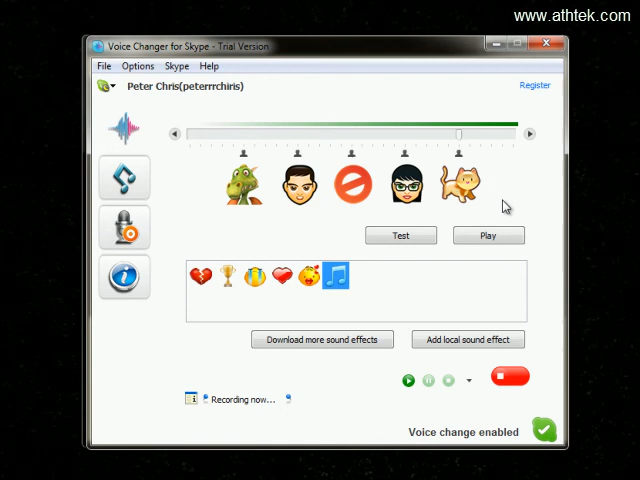 www.athtek.com
Voice Changer for Skype - Trial Version
File Options Skype Help
Peter Chris(peterrrchiris)
Register
Test Play
Download more sound effects Add local sound effect
Recording now...
Voice change enabled